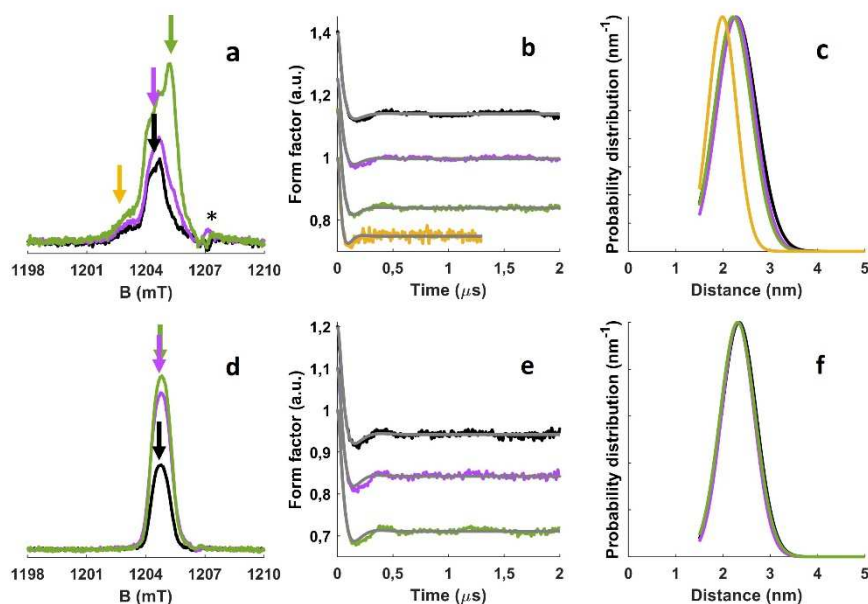 a
*
1198 1201 1204 1207 1210
B (mT)
b
Form factor (a.u.)
1,4
1,2
1
0,8
0 0,5 1 1,5 2
Time (μs)
c
Probability distribution (nm⁻¹)
0 1 2 3 4 5
Distance (nm)
d
1198 1201 1204 1207 1210
B (mT)
e
Form factor (a.u.)
1,2
1,1
1
0,9
0,8
0,7
0 0,5 1 1,5 2
Time (μs)
f
Probability distribution (nm⁻¹)
0 1 2 3 4 5
Distance (nm)